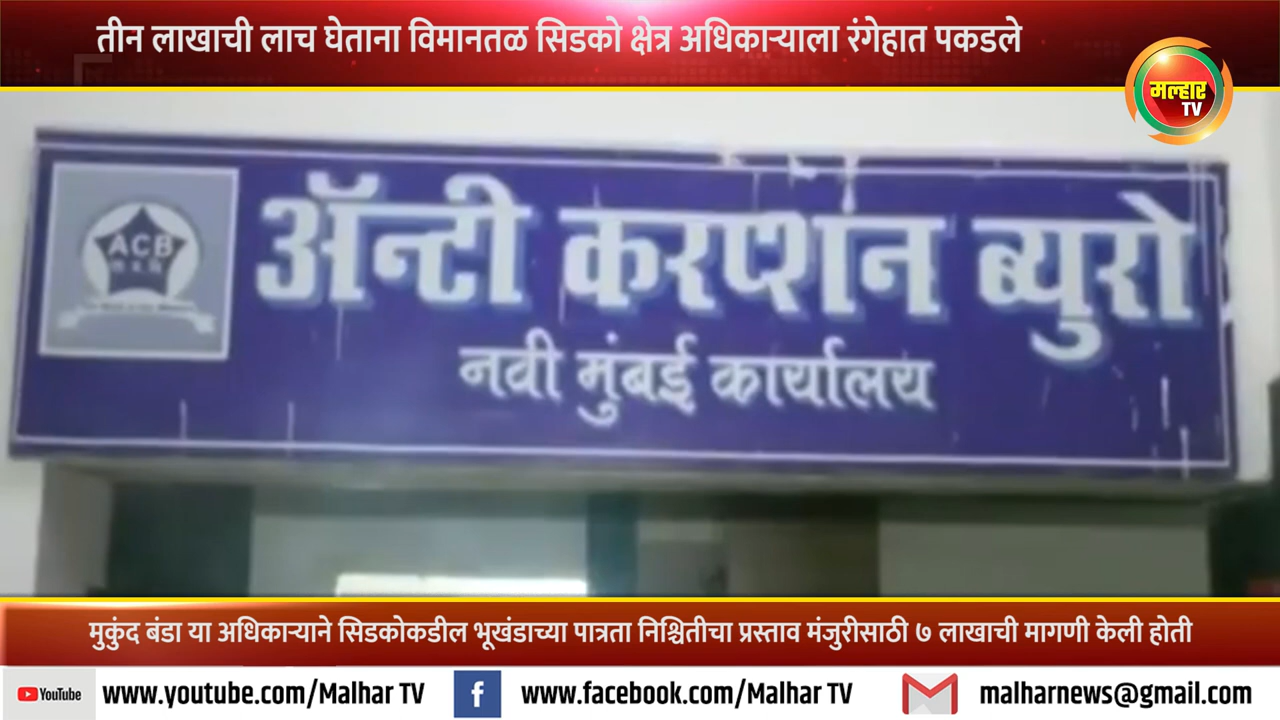 तीन लाखाची लाच घेताना विमानतळ सिडको क्षेत्र अधिकाऱ्याला रंगेहात पकडले
मल्हार
TV
ACB
अ‍ॅन्टी करप्शन ब्युरो
नवी मुंबई कार्यालय
मुकुंद बंडा या अधिकाऱ्याने सिडकोकडील भूखंडाच्या पात्रता निश्चितीचा प्रस्ताव मंजुरीसाठी ७ लाखाची मागणी केली होती
YouTube www.youtube.com/Malhar TV www.facebook.com/Malhar TV malharnews@gmail.com